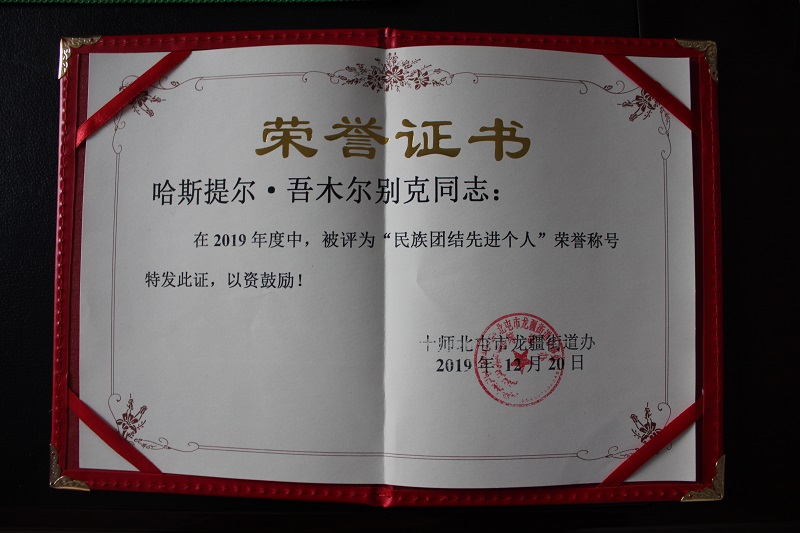 荣誉证书
哈斯提尔·吾木尔别克同志：
在2019年度中，被评为“民族团结先进个人”荣誉称号
特发此证，以资鼓励！
十师北屯市龙疆街道办
2019年 12月20日